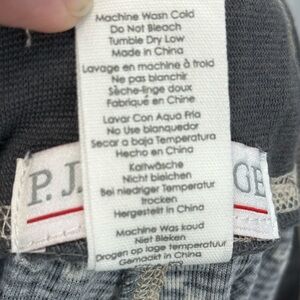 Machine Wash Cold
Do Not Bleach
Tumble Dry Low
Made in China
Lavage en machine à froid
Ne pas blanchir
Sèche-linge doux
Fabriqué en Chine
Lavar Con Aqua Fria
No Use blanquedor
Secar a baja Temperatura
Hecho en China
Kaltwäsche
Nicht bleichen
Bei niedriger Temperatur
trocken
Hergestellt in China
Machine Was koud
Niet Bleken
Drogen op lage temperatuur
Gemaakt in China
P.J.
GE